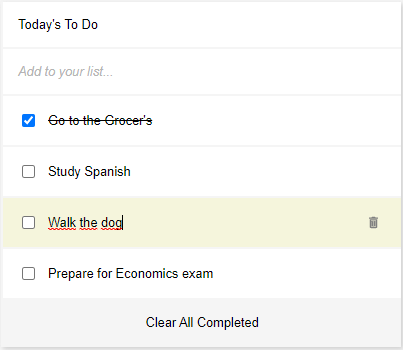 Today's To Do
Add to your list...
Go to the Grocer's
Study Spanish
Walk the dog
Prepare for Economics exam
Clear All Completed